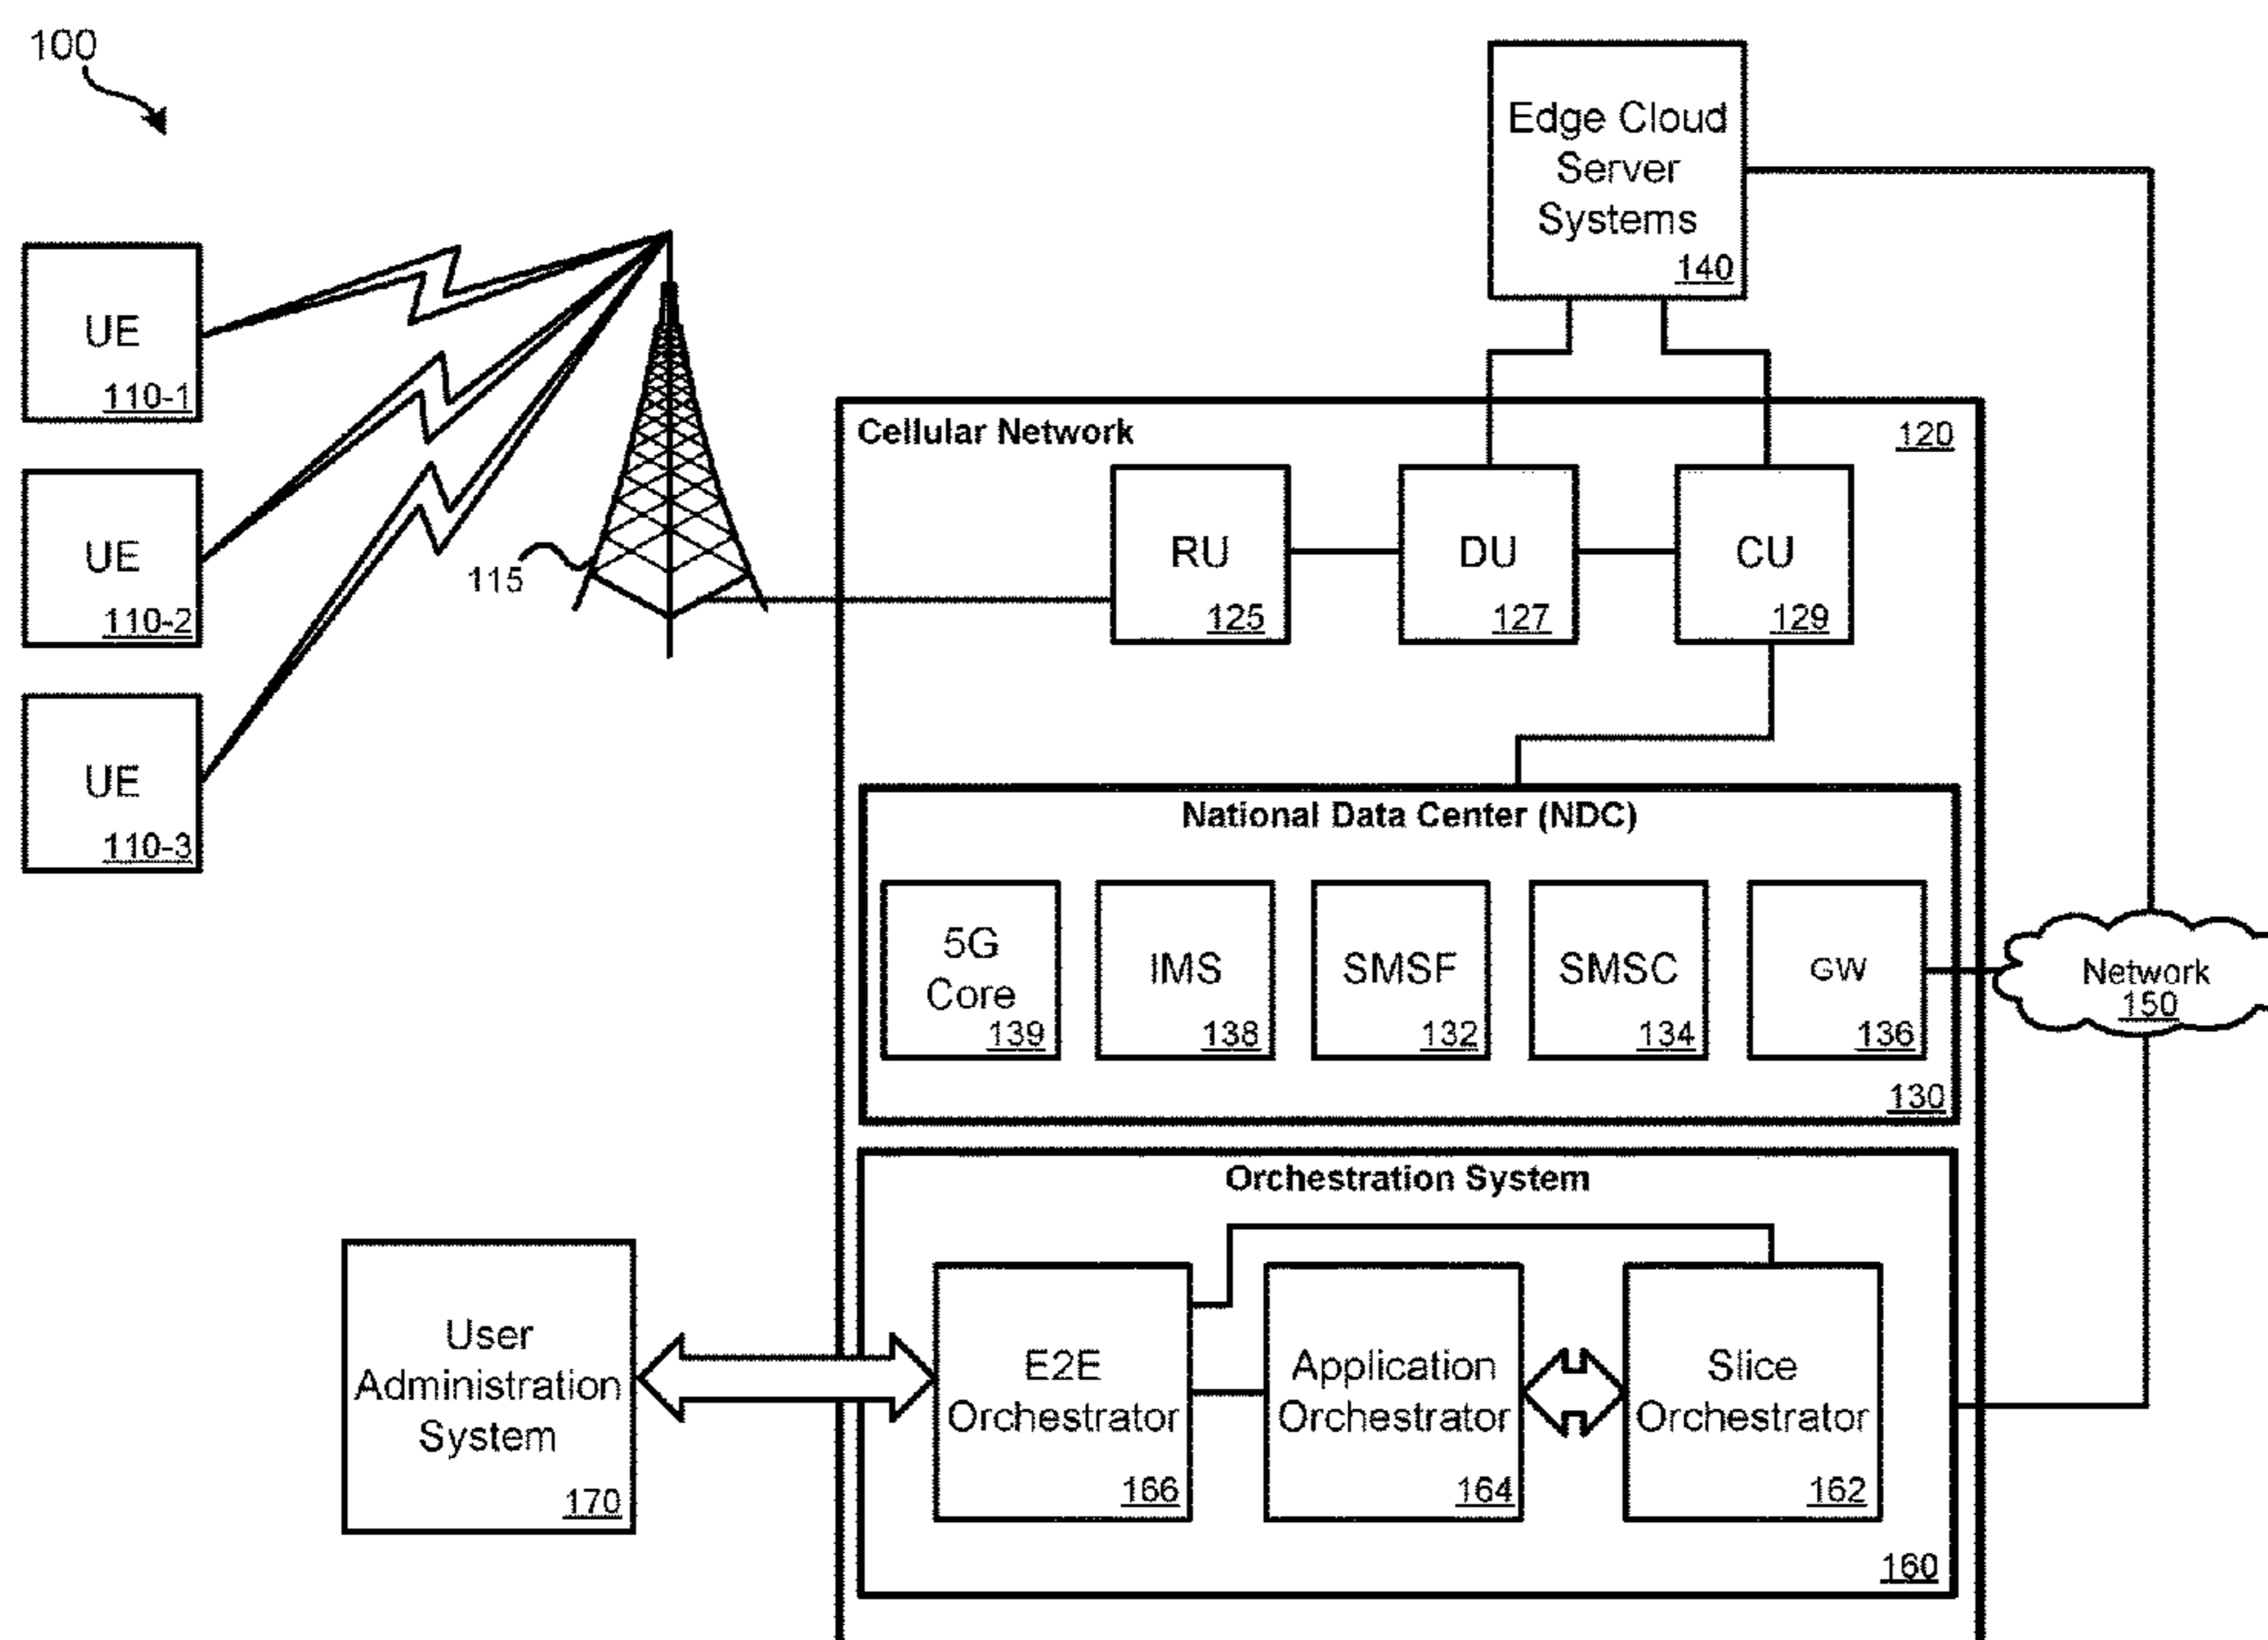 100
Edge Cloud
Server
Systems
140
UE
110-1
UE
110-2
UE
110-3
115
Cellular Network
120
RU
125
DU
127
CU
129
National Data Center (NDC)
5G
Core
139
IMS
138
SMSF
132
SMSC
134
GW
136
130
Network
150
Orchestration System
User
Administration
System
170
E2E
Orchestrator
166
Application
Orchestrator
164
Slice
Orchestrator
162
160